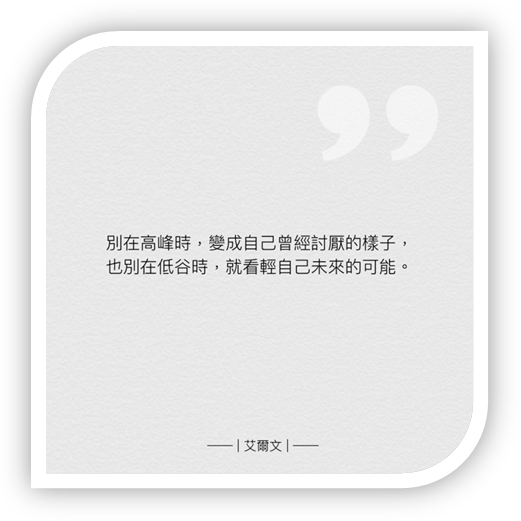 別在高峰時，變成自己曾經討厭的樣子，
也別在低谷時，就看輕自己未來的可能。
——｜艾爾文｜——